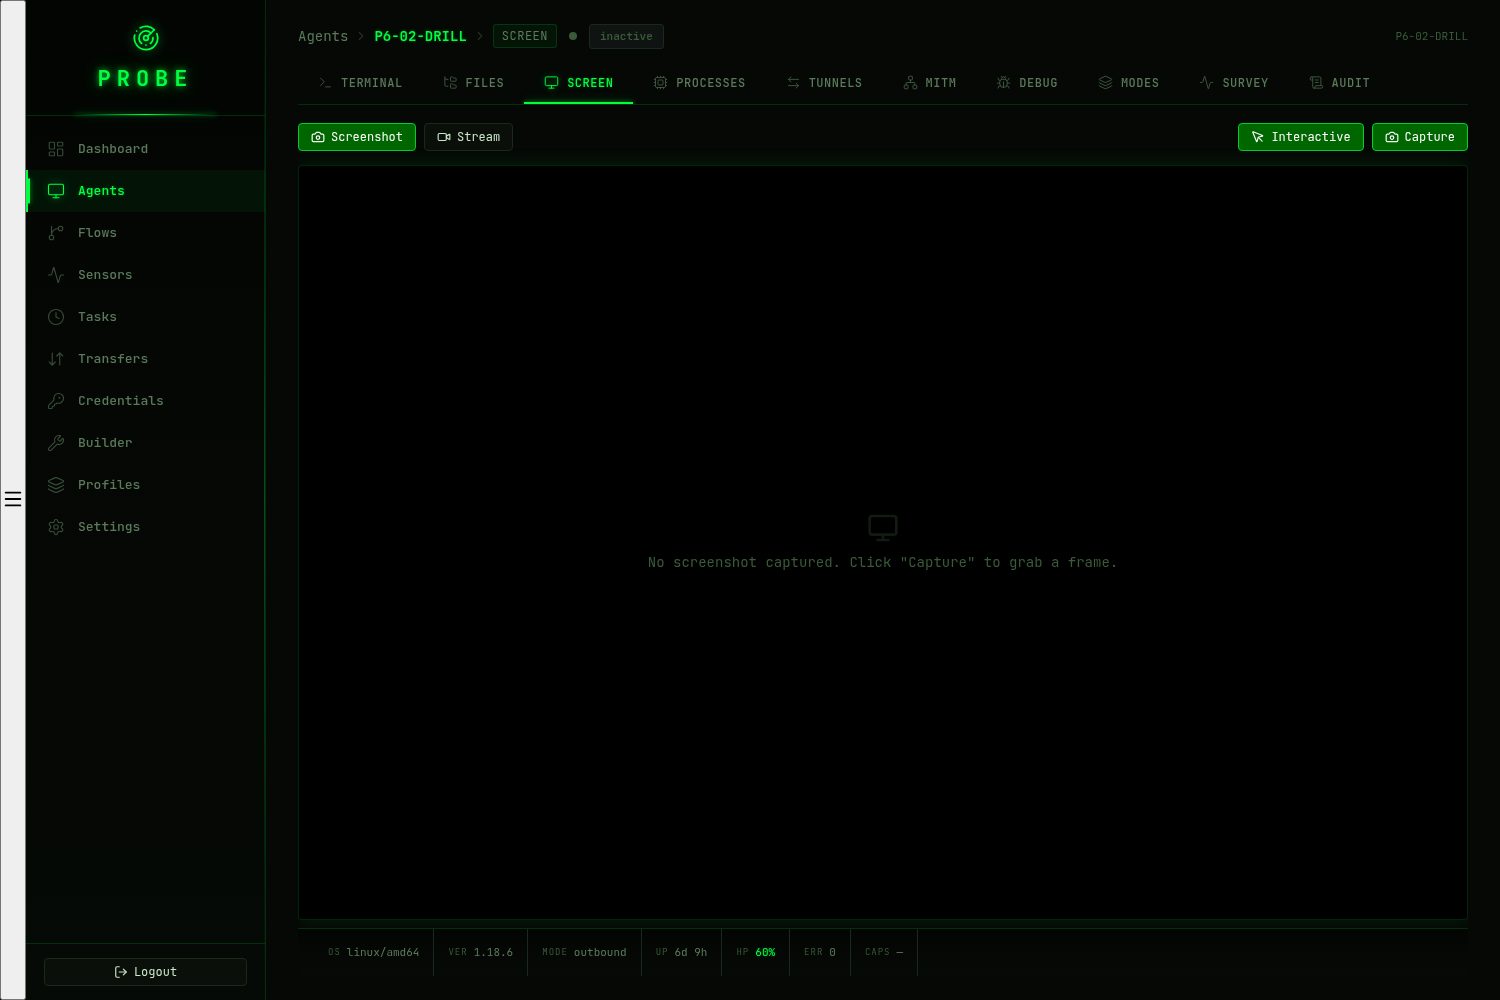 PROBE
Dashboard
Agents
Flows
Sensors
Tasks
Transfers
Credentials
Builder
Profiles
Settings
Logout
Agents > P6-02-DRILL > SCREEN inactive
P6-02-DRILL
TERMINAL FILES SCREEN PROCESSES TUNNELS MITM DEBUG MODES SURVEY AUDIT
Screenshot Stream Interactive Capture
No screenshot captured. Click "Capture" to grab a frame.
OS linux/amd64 VER 1.18.6 MODE outbound UP 6d 9h HP 60% ERR 0 CAPS —